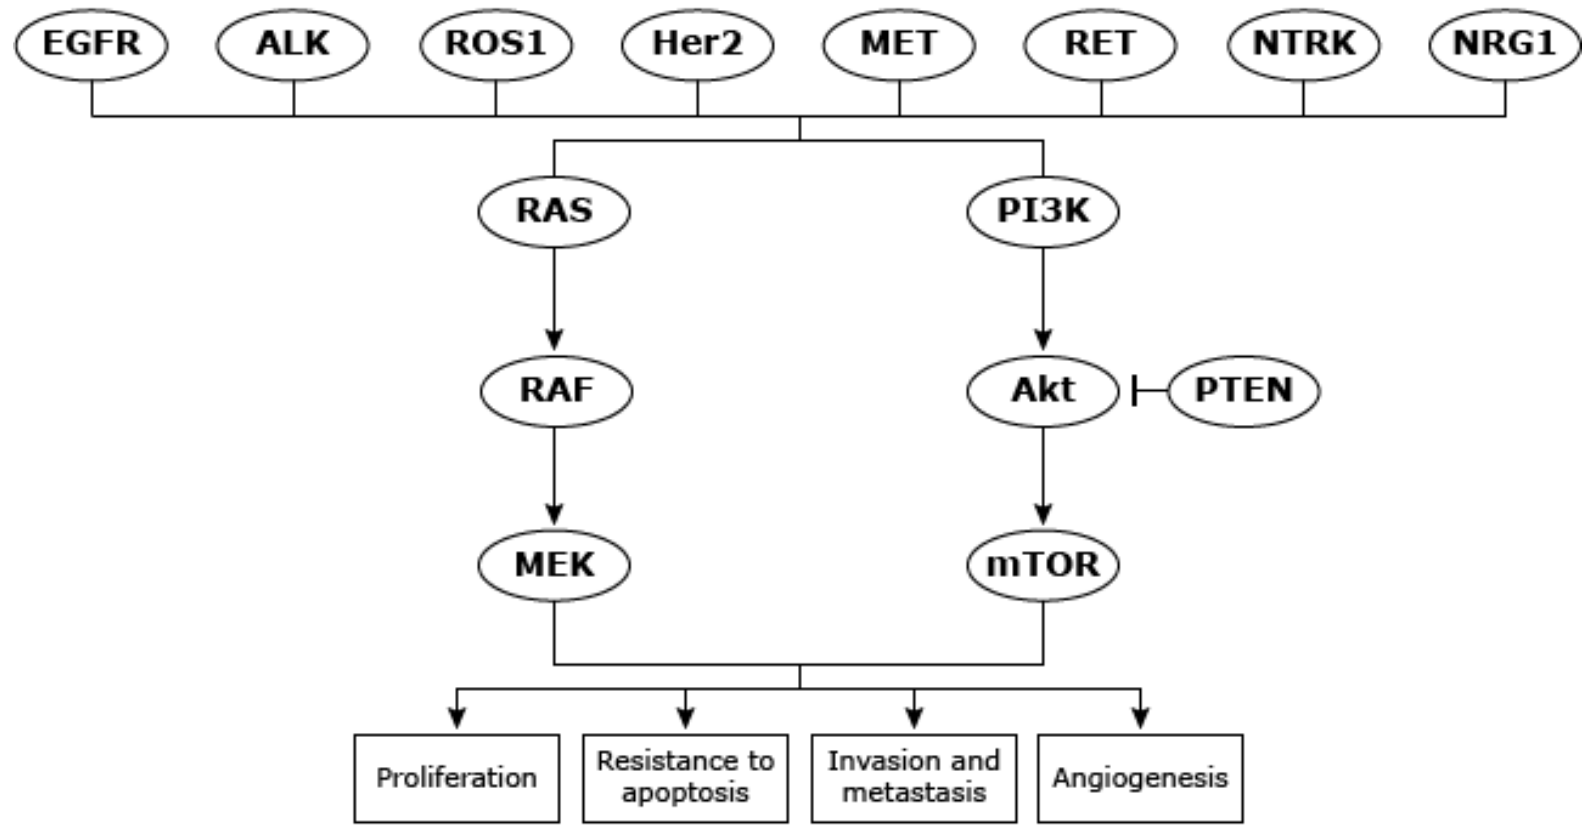 EGFR
ALK
ROS1
Her2
MET
RET
NTRK
NRG1
RAS
PI3K
RAF
Akt
PTEN
MEK
mTOR
Proliferation
Resistance to
apoptosis
Invasion and
metastasis
Angiogenesis